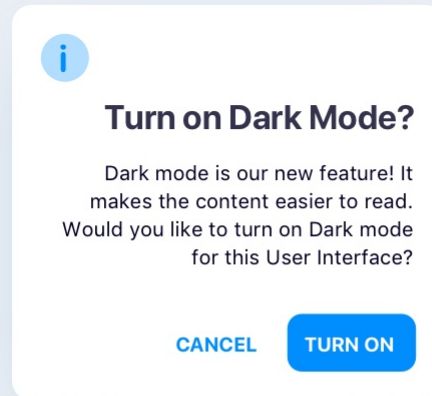 Turn on Dark Mode?
Dark mode is our new feature! It
makes the content easier to read.
Would you like to turn on Dark mode
for this User Interface?
CANCEL
TURN ON